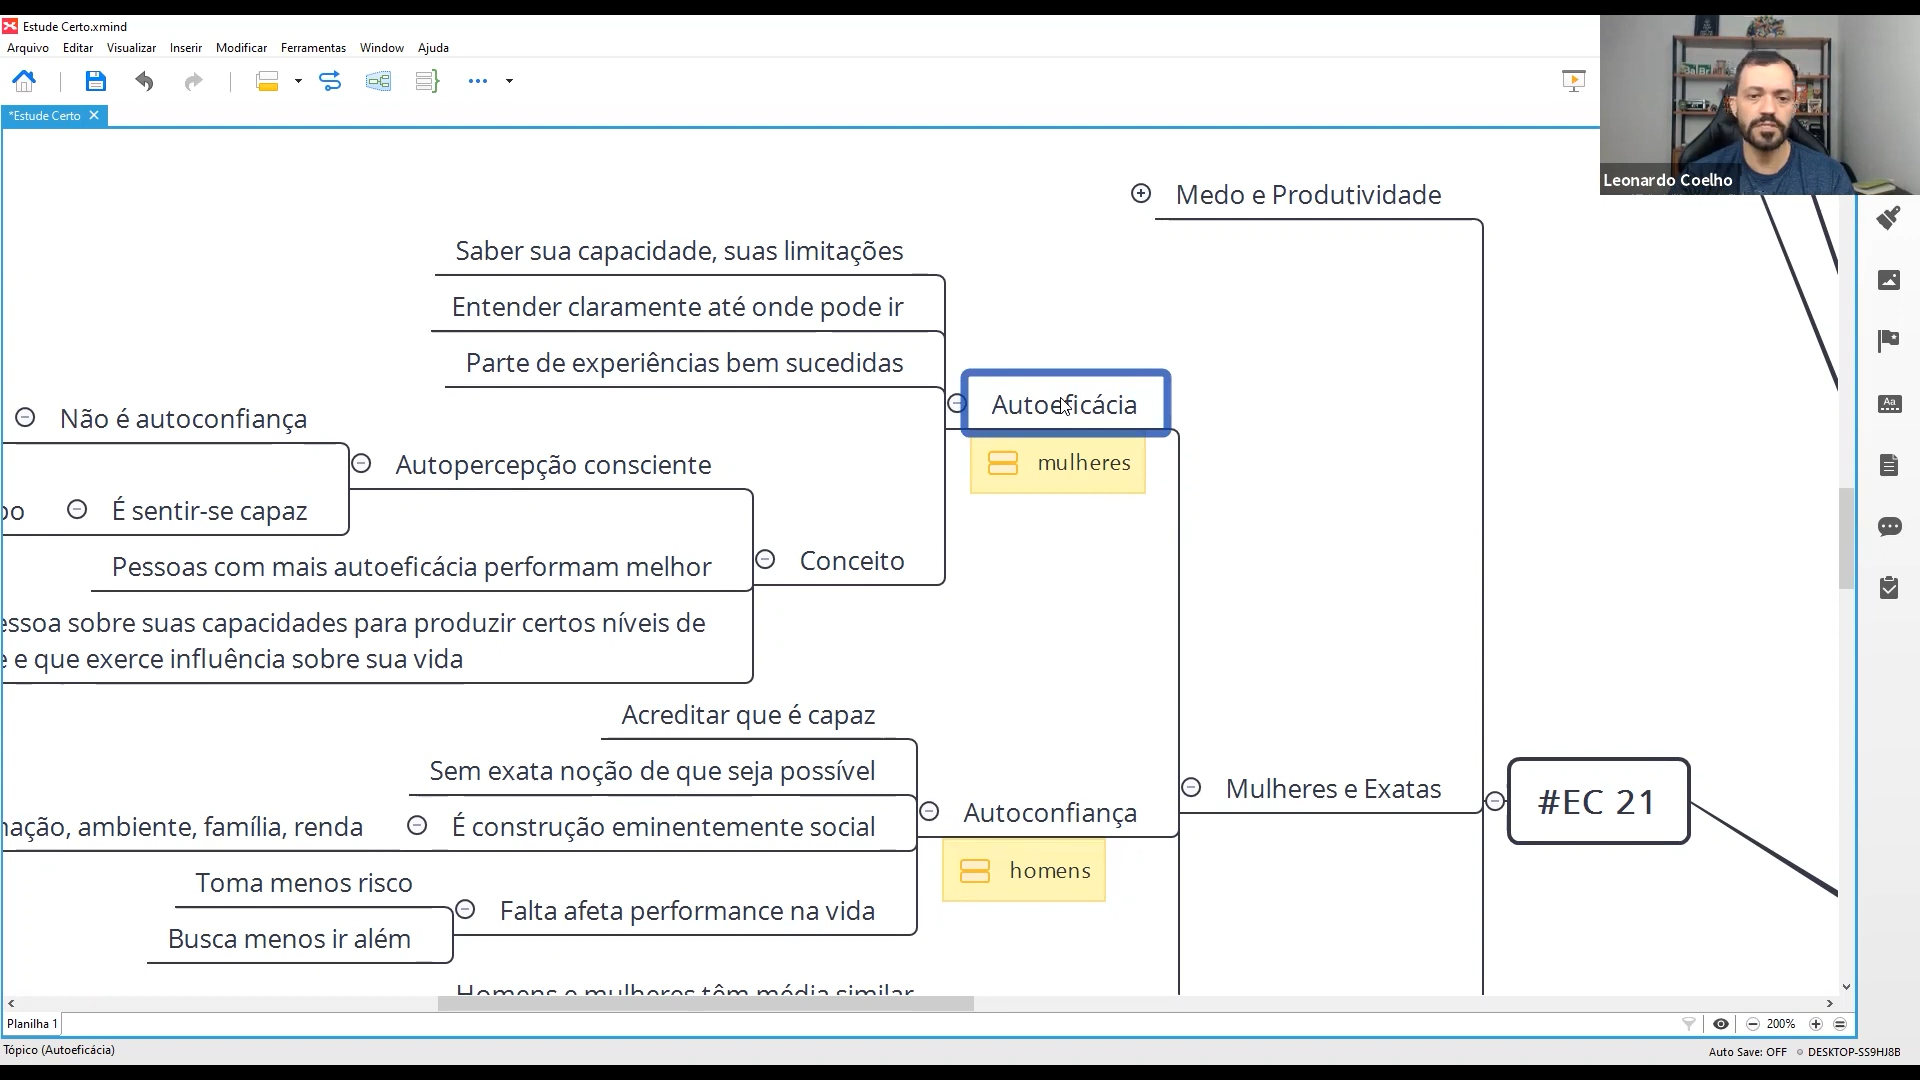 Estude Certo.xmind
Arquivo Editar Visualizar Inserir Modificar Ferramentas Window Ajuda
*Estude Certo
Leonardo Coelho
Medo e Produtividade
Saber sua capacidade, suas limitações
Entender claramente até onde pode ir
Parte de experiências bem sucedidas
Autoeficácia
Não é autoconfiança
mulheres
Autopercepção consciente
É sentir-se capaz
Conceito
Pessoas com mais autoeficácia performam melhor
sobre suas capacidades para produzir certos níveis de
e que exerce influência sobre sua vida
Acreditar que é capaz
Sem exata noção de que seja possível
Mulheres e Exatas
#EC 21
Autoconfiança
ambiente, família, renda
É construção eminentemente social
homens
Toma menos risco
Falta afeta performance na vida
Busca menos ir além
Homens e mulheres têm média similar
Planilha 1
200%
Tópico (Autoeficácia)
Auto Save: OFF
DESKTOP-SS9HJ8B